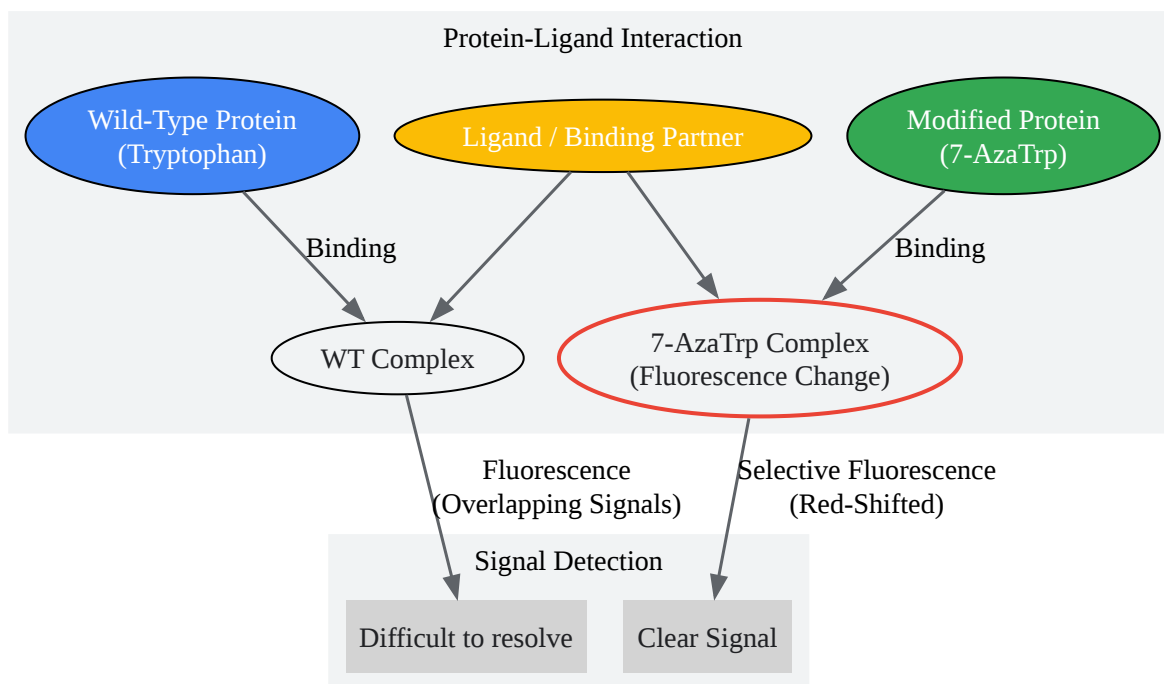 Protein-Ligand Interaction
Wild-Type Protein
(Tryptophan)
Ligand / Binding Partner
Modified Protein
(7-AzaTrp)
Binding
Binding
WT Complex
7-AzaTrp Complex
(Fluorescence Change)
Fluorescence
(Overlapping Signals)
Selective Fluorescence
(Red-Shifted)
Signal Detection
Difficult to resolve
Clear Signal